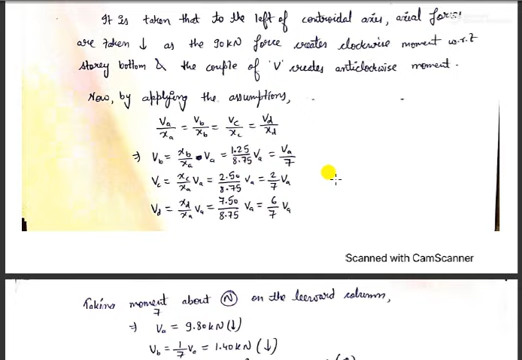 It is taken that to the left of centroidal axis, axial forces
are taken ↓ as the 90 kN force creates clockwise moment w.r.t
storey bottom & the couple of 'V' creates anticlockwise moment.
Now, by applying the assumptions,
Va/xa = Vb/xb = Vc/xc = Vd/xd
⇒ Vb = xb/xa • Va = 1.25/8.75 Va = Va/7
Vc = xc/xa Va = 2.50/8.75 Va = 2/7 Va
Vd = xd/xa Va = 7.50/8.75 Va = 6/7 Va
Scanned with CamScanner
Taking moment about (N) on the leeward column,
7
⇒ Va = 9.80 kN (↓)
Vb = 1/7 Va = 1.40 kN (↓)